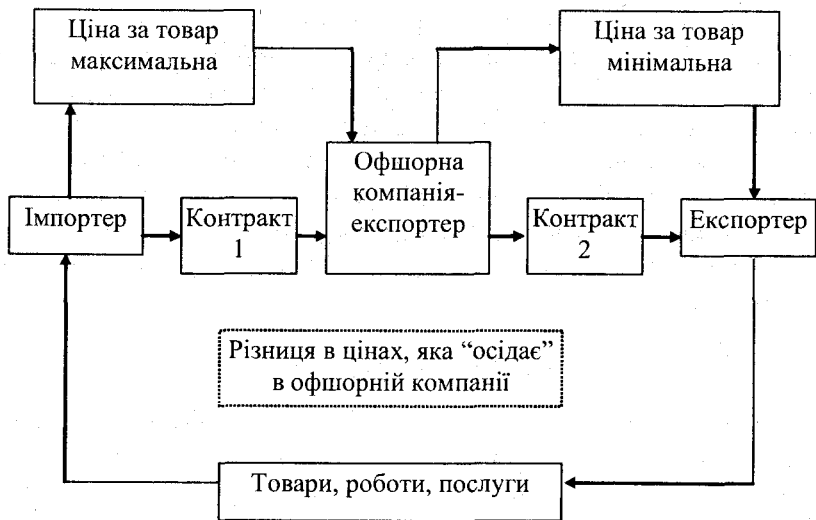 Ціна за товар
максимальна
Ціна за товар
мінімальна
Імпортер
Контракт
1
Офшорна
компанія-
експортер
Контракт
2
Експортер
Різниця в цінах, яка “осідає”
в офшорній компанії
Товари, роботи, послуги